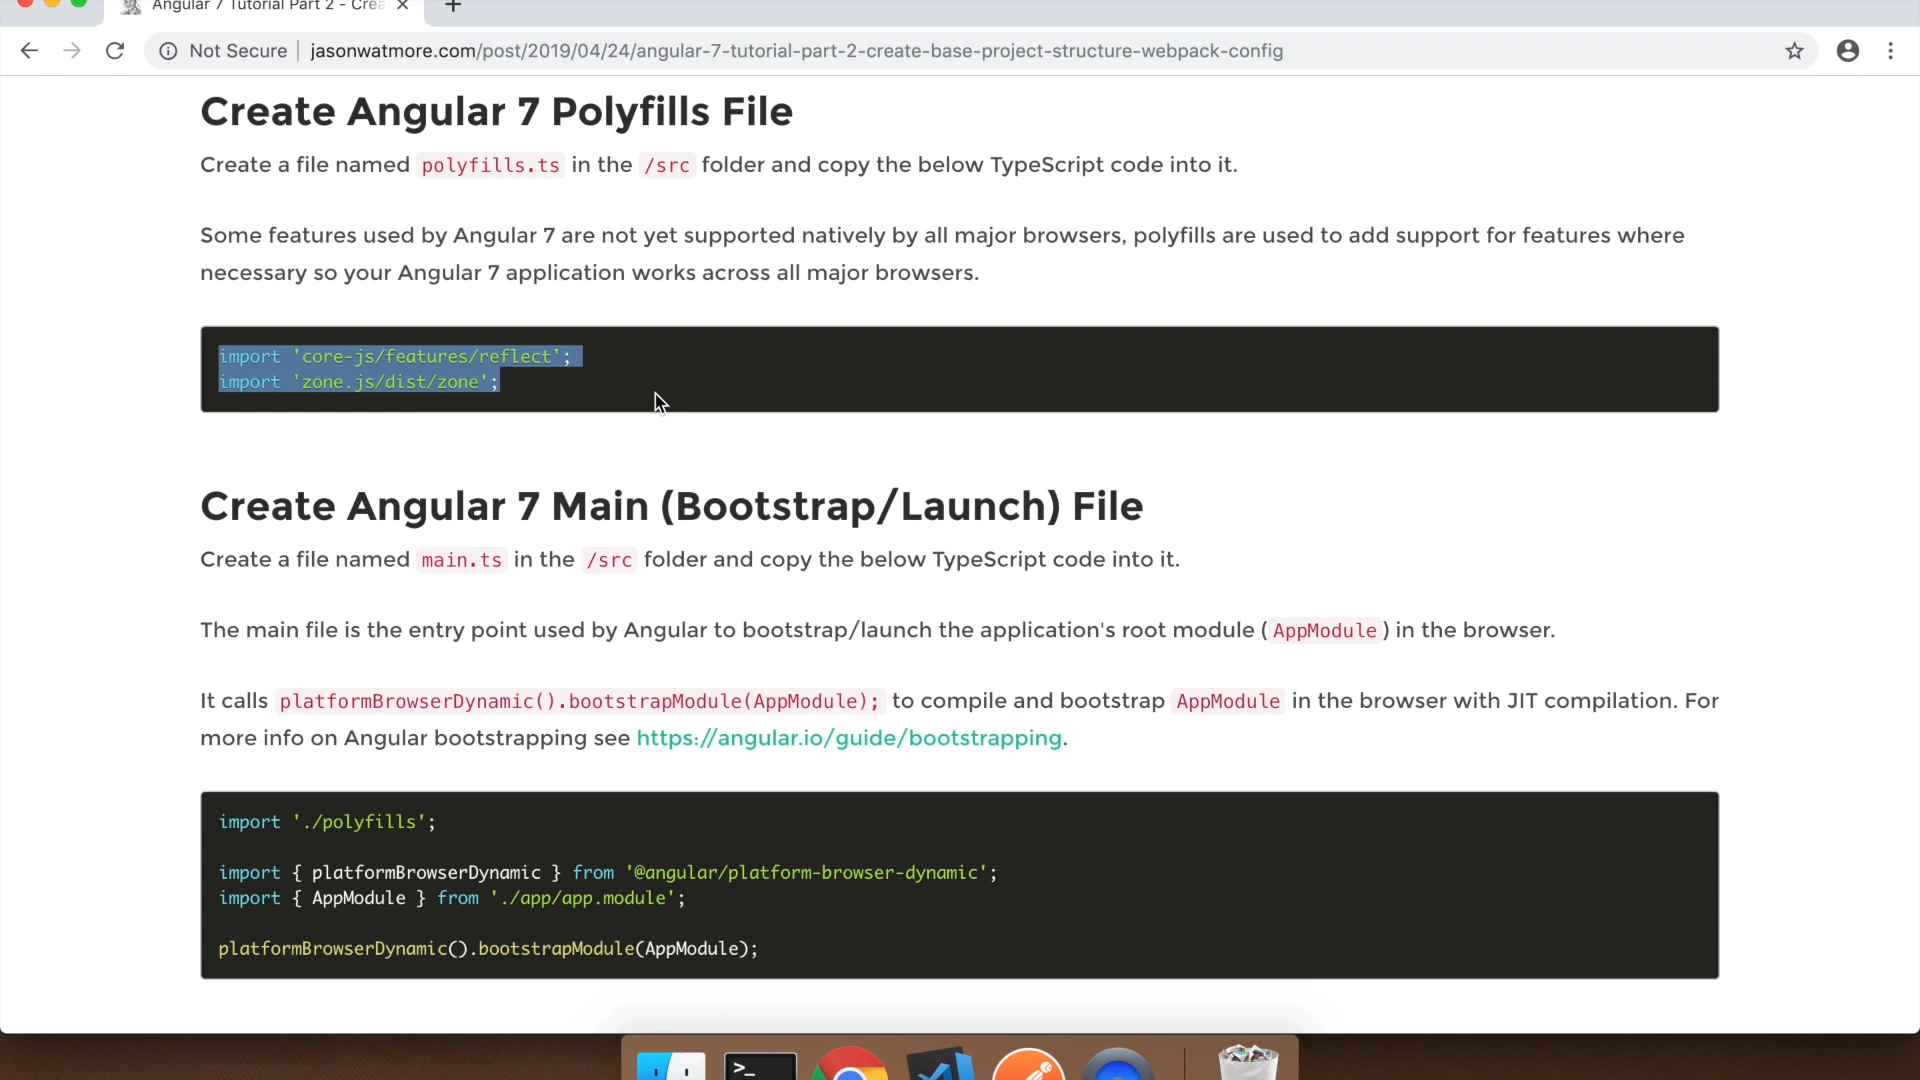 Angular 7 Tutorial Part 2 - Crea
Not Secure | jasonwatmore.com/post/2019/04/24/angular-7-tutorial-part-2-create-base-project-structure-webpack-config
Create Angular 7 Polyfills File
Create a file named polyfills.ts in the /src folder and copy the below TypeScript code into it.
Some features used by Angular 7 are not yet supported natively by all major browsers, polyfills are used to add support for features where
necessary so your Angular 7 application works across all major browsers.
import 'core-js/features/reflect';
import 'zone.js/dist/zone';
Create Angular 7 Main (Bootstrap/Launch) File
Create a file named main.ts in the /src folder and copy the below TypeScript code into it.
The main file is the entry point used by Angular to bootstrap/launch the application's root module (AppModule) in the browser.
It calls platformBrowserDynamic().bootstrapModule(AppModule); to compile and bootstrap AppModule in the browser with JIT compilation. For
more info on Angular bootstrapping see https://angular.io/guide/bootstrapping.
import './polyfills';
import { platformBrowserDynamic } from '@angular/platform-browser-dynamic';
import { AppModule } from './app/app.module';
platformBrowserDynamic().bootstrapModule(AppModule);
>_